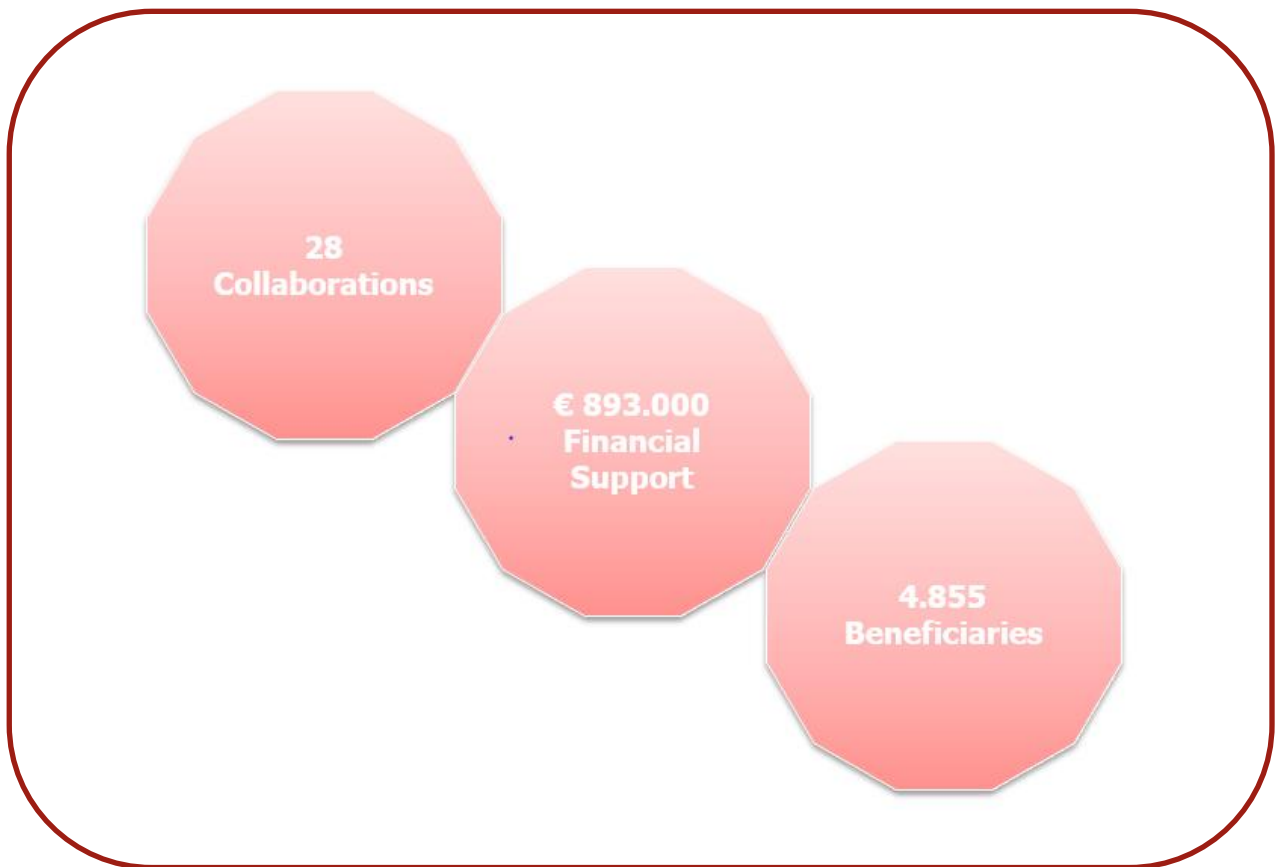 28
Collaborations
€ 893.000
Financial
Support
4.855
Beneficiaries